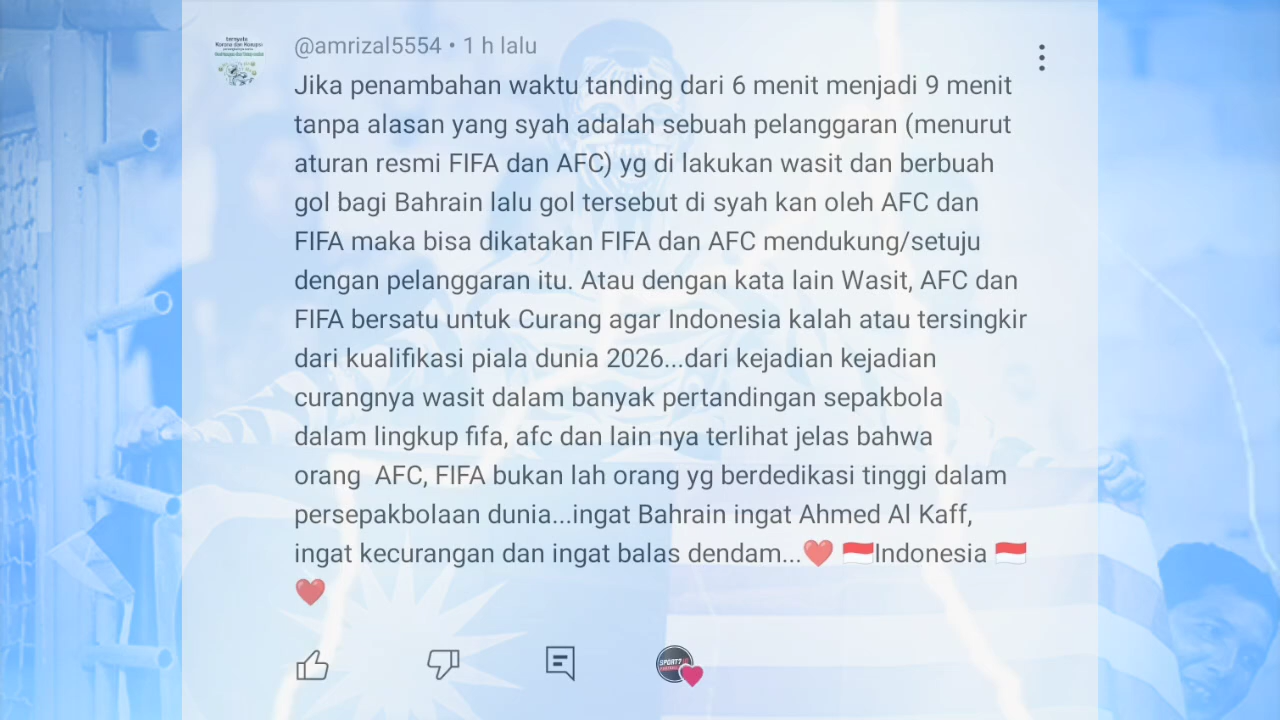 @amrizal5554 • 1 h lalu
Jika penambahan waktu tanding dari 6 menit menjadi 9 menit
tanpa alasan yang syah adalah sebuah pelanggaran (menurut
aturan resmi FIFA dan AFC) yg di lakukan wasit dan berbuah
gol bagi Bahrain lalu gol tersebut di syah kan oleh AFC dan
FIFA maka bisa dikatakan FIFA dan AFC mendukung/setuju
dengan pelanggaran itu. Atau dengan kata lain Wasit, AFC dan
FIFA bersatu untuk Curang agar Indonesia kalah atau tersingkir
dari kualifikasi piala dunia 2026...dari kejadian kejadian
curangnya wasit dalam banyak pertandingan sepakbola
dalam lingkup fifa, afc dan lain nya terlihat jelas bahwa
orang  AFC, FIFA bukan lah orang yg berdedikasi tinggi dalam
persepakbolaan dunia...ingat Bahrain ingat Ahmed Al Kaff,
ingat kecurangan dan ingat balas dendam...❤️ 🇮🇩Indonesia 🇮🇩
❤️